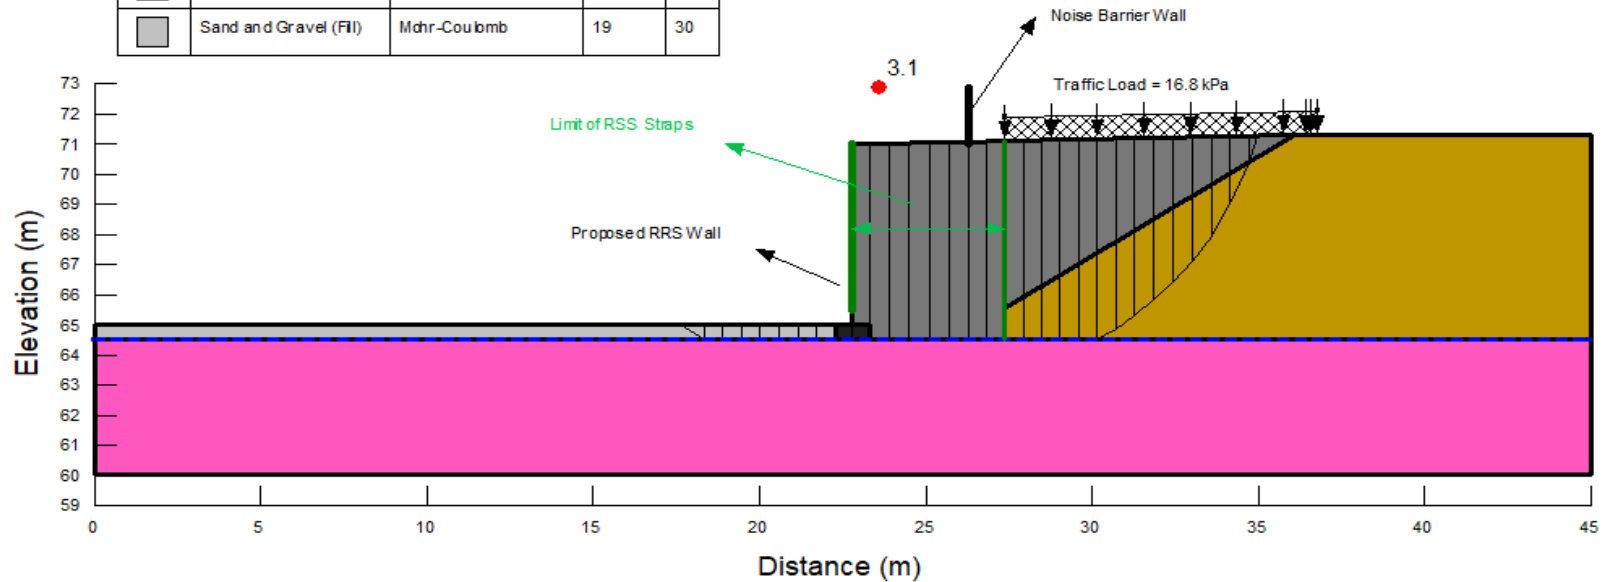 Sand and Gravel (Fill) Mohr-Coulomb 19 30
Noise Barrier Wall
3.1
Traffic Load = 16.8 kPa
Limit of RSS Straps
Proposed RRS Wall
Elevation (m)
73
72
71
70
69
68
67
66
65
64
63
62
61
60
59
0 5 10 15 20 25 30 35 40 45
Distance (m)